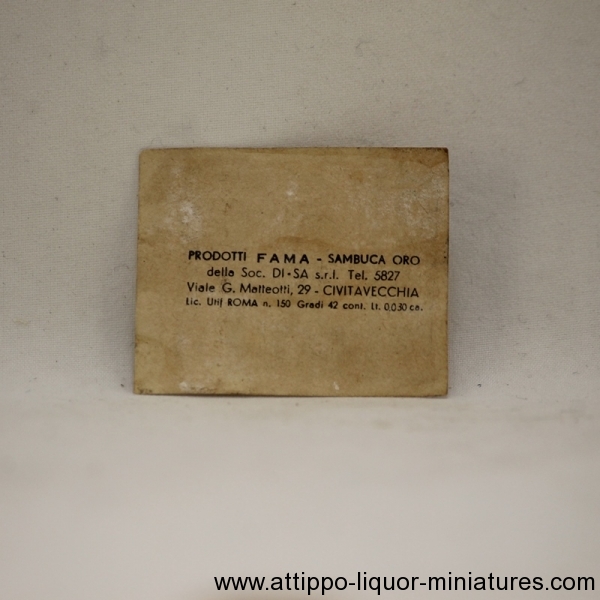 PRODOTTI FAMA - SAMBUCA ORO
della Soc. DI-SA s.r.l. Tel. 5827
Viale G. Matteotti, 29 - CIVITAVECCHIA
Lic. Utif ROMA n. 150 Gradi 42 cont. lt. 0,030 ca.
www.attippo-liquor-miniatures.com